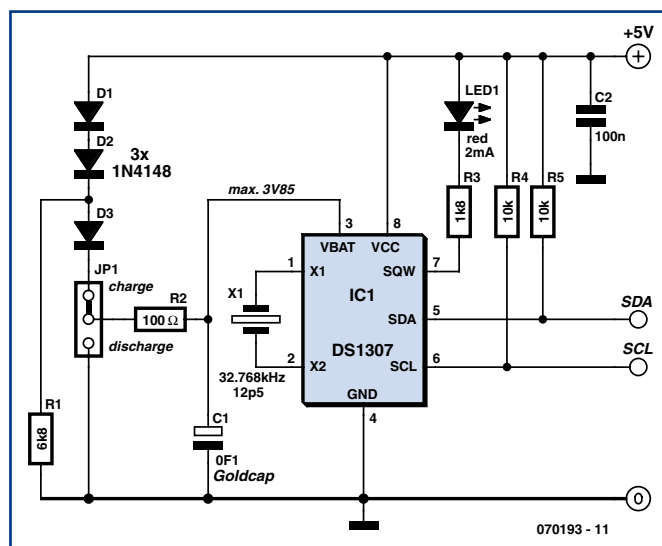 +5V
D1
D2
3x
1N4148
D3
JP1
charge
discharge
R2
100 Ω
R1
6k8
C1
0F1
Goldcap
max. 3V85
X1
32.768kHz
12p5
3
8
VBAT
VCC
1
X1
SQW
7
IC1
SDA
5
DS1307
2
X2
SCL
6
GND
4
LED1
red
2mA
R3
1k8
R4
10k
R5
10k
C2
100n
SDA
SCL
0
070193 - 11